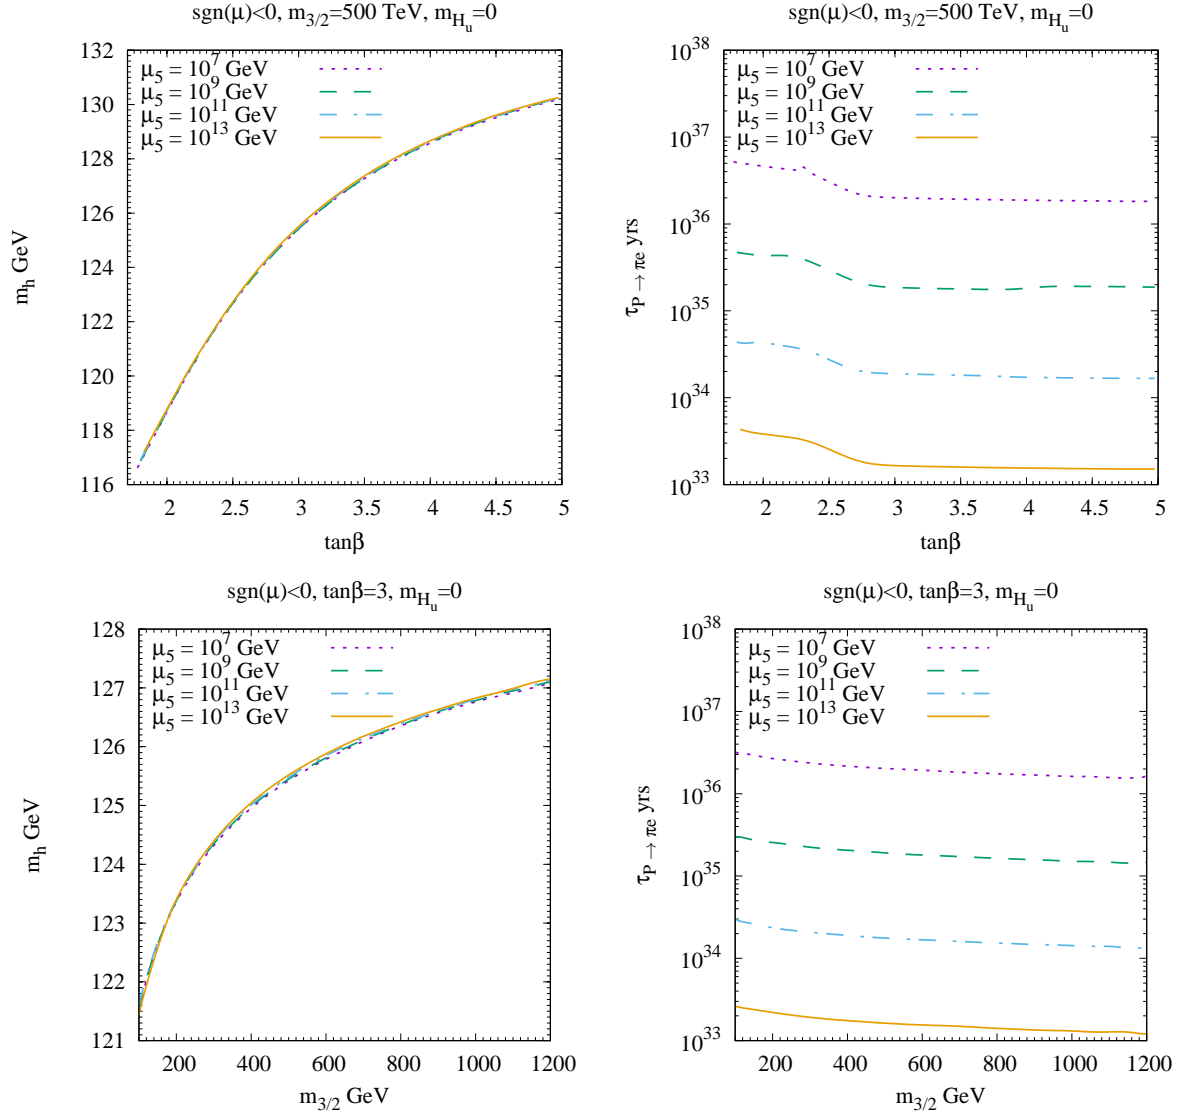 sgn(μ)<0, m3/2=500 TeV, mHu=0
132
130
128
126
124
122
120
118
116
2
2.5
3
3.5
4
4.5
5
mh GeV
tanβ
μ5 = 10^7 GeV
μ5 = 10^9 GeV
μ5 = 10^11 GeV
μ5 = 10^13 GeV
sgn(μ)<0, m3/2=500 TeV, mHu=0
10^38
10^37
10^36
10^35
10^34
10^33
2
2.5
3
3.5
4
4.5
5
τP → πe yrs
tanβ
μ5 = 10^7 GeV
μ5 = 10^9 GeV
μ5 = 10^11 GeV
μ5 = 10^13 GeV
sgn(μ)<0, tanβ=3, mHu=0
128
127
126
125
124
123
122
121
200
400
600
800
1000
1200
mh GeV
m3/2 GeV
μ5 = 10^7 GeV
μ5 = 10^9 GeV
μ5 = 10^11 GeV
μ5 = 10^13 GeV
sgn(μ)<0, tanβ=3, mHu=0
10^38
10^37
10^36
10^35
10^34
10^33
200
400
600
800
1000
1200
τP → πe yrs
m3/2 GeV
μ5 = 10^7 GeV
μ5 = 10^9 GeV
μ5 = 10^11 GeV
μ5 = 10^13 GeV